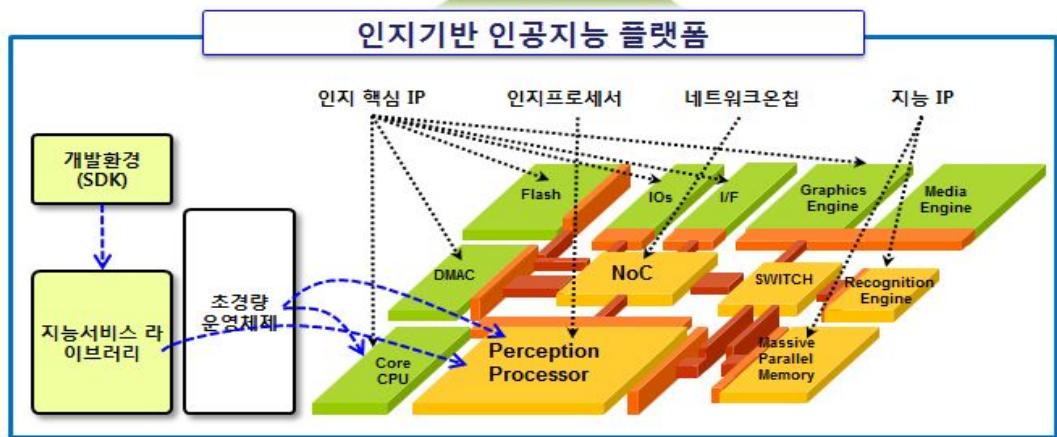 인지기반 인공지능 플랫폼
인지 핵심 IP
인지프로세서
네트워크온칩
지능 IP
개발환경
(SDK)
지능서비스 라
이브러리
초경량
운영체제
Flash
IOs
I/F
Graphics
Engine
Media
Engine
DMAC
NoC
SWITCH
Recognition
Engine
Core
CPU
Perception
Processor
Massive
Parallel
Memory